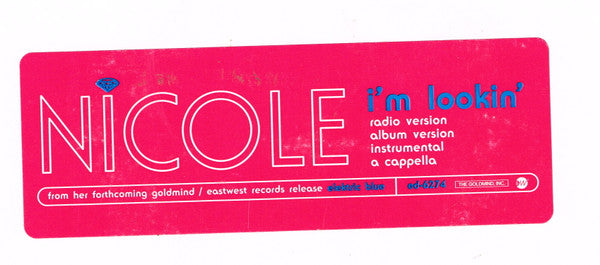 NiCOLE
i'm lookin'
radio version
album version
instrumental
a cappella
from her forthcoming goldmind / eastwest records release elektric blue
ed-6274
THE GOLDMIND, INC.